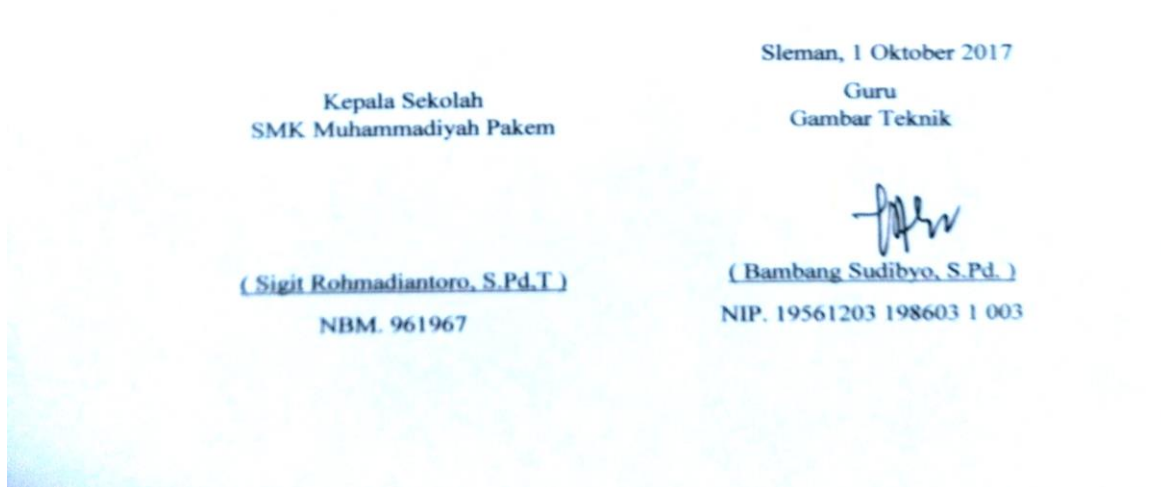 Sleman, 1 Oktober 2017
Kepala Sekolah
SMK Muhammadiyah Pakem
Guru
Gambar Teknik
( Sigit Rohmadiantoro, S.Pd.T )
NBM. 961967
( Bambang Sudibyo, S.Pd. )
NIP. 19561203 198603 1 003